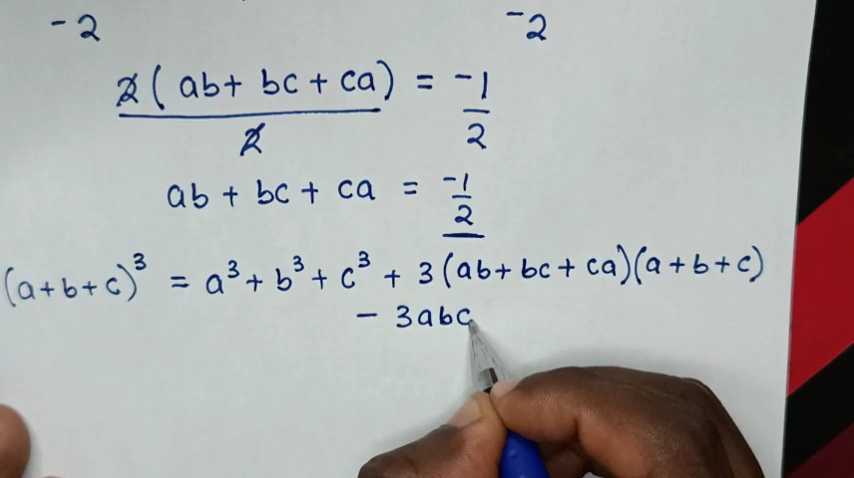 -2 -2
2(ab + bc + ca) / 2 = -1/2
ab + bc + ca = -1/2
(a+b+c)³ = a³ + b³ + c³ + 3(ab+bc+ca)(a+b+c)
- 3abc